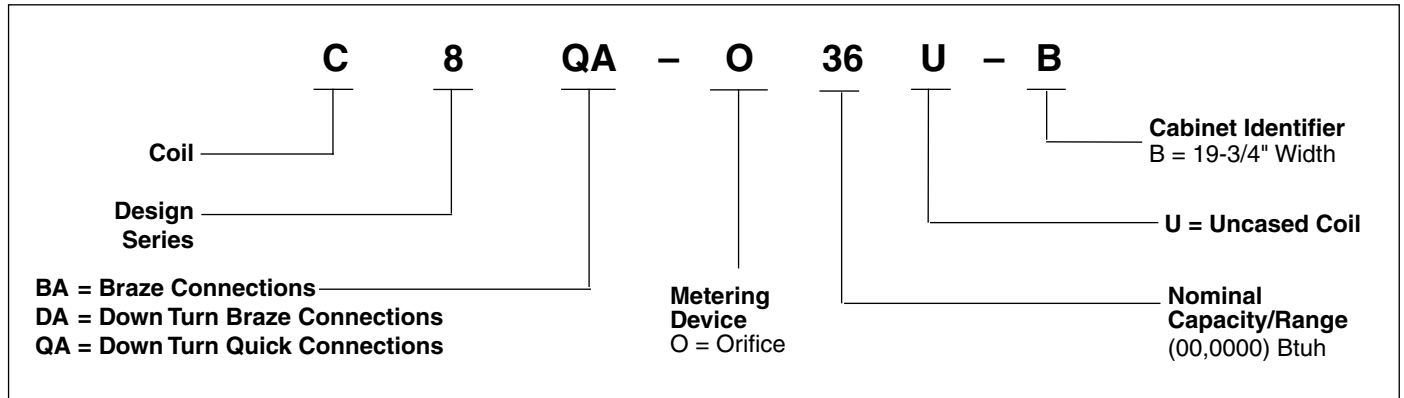 C 8 QA – O 36 U – B
Coil
Design
Series
BA = Braze Connections
DA = Down Turn Braze Connections
QA = Down Turn Quick Connections
Metering
Device
O = Orifice
Cabinet Identifier
B = 19-3/4" Width
U = Uncased Coil
Nominal
Capacity/Range
(00,0000) Btuh